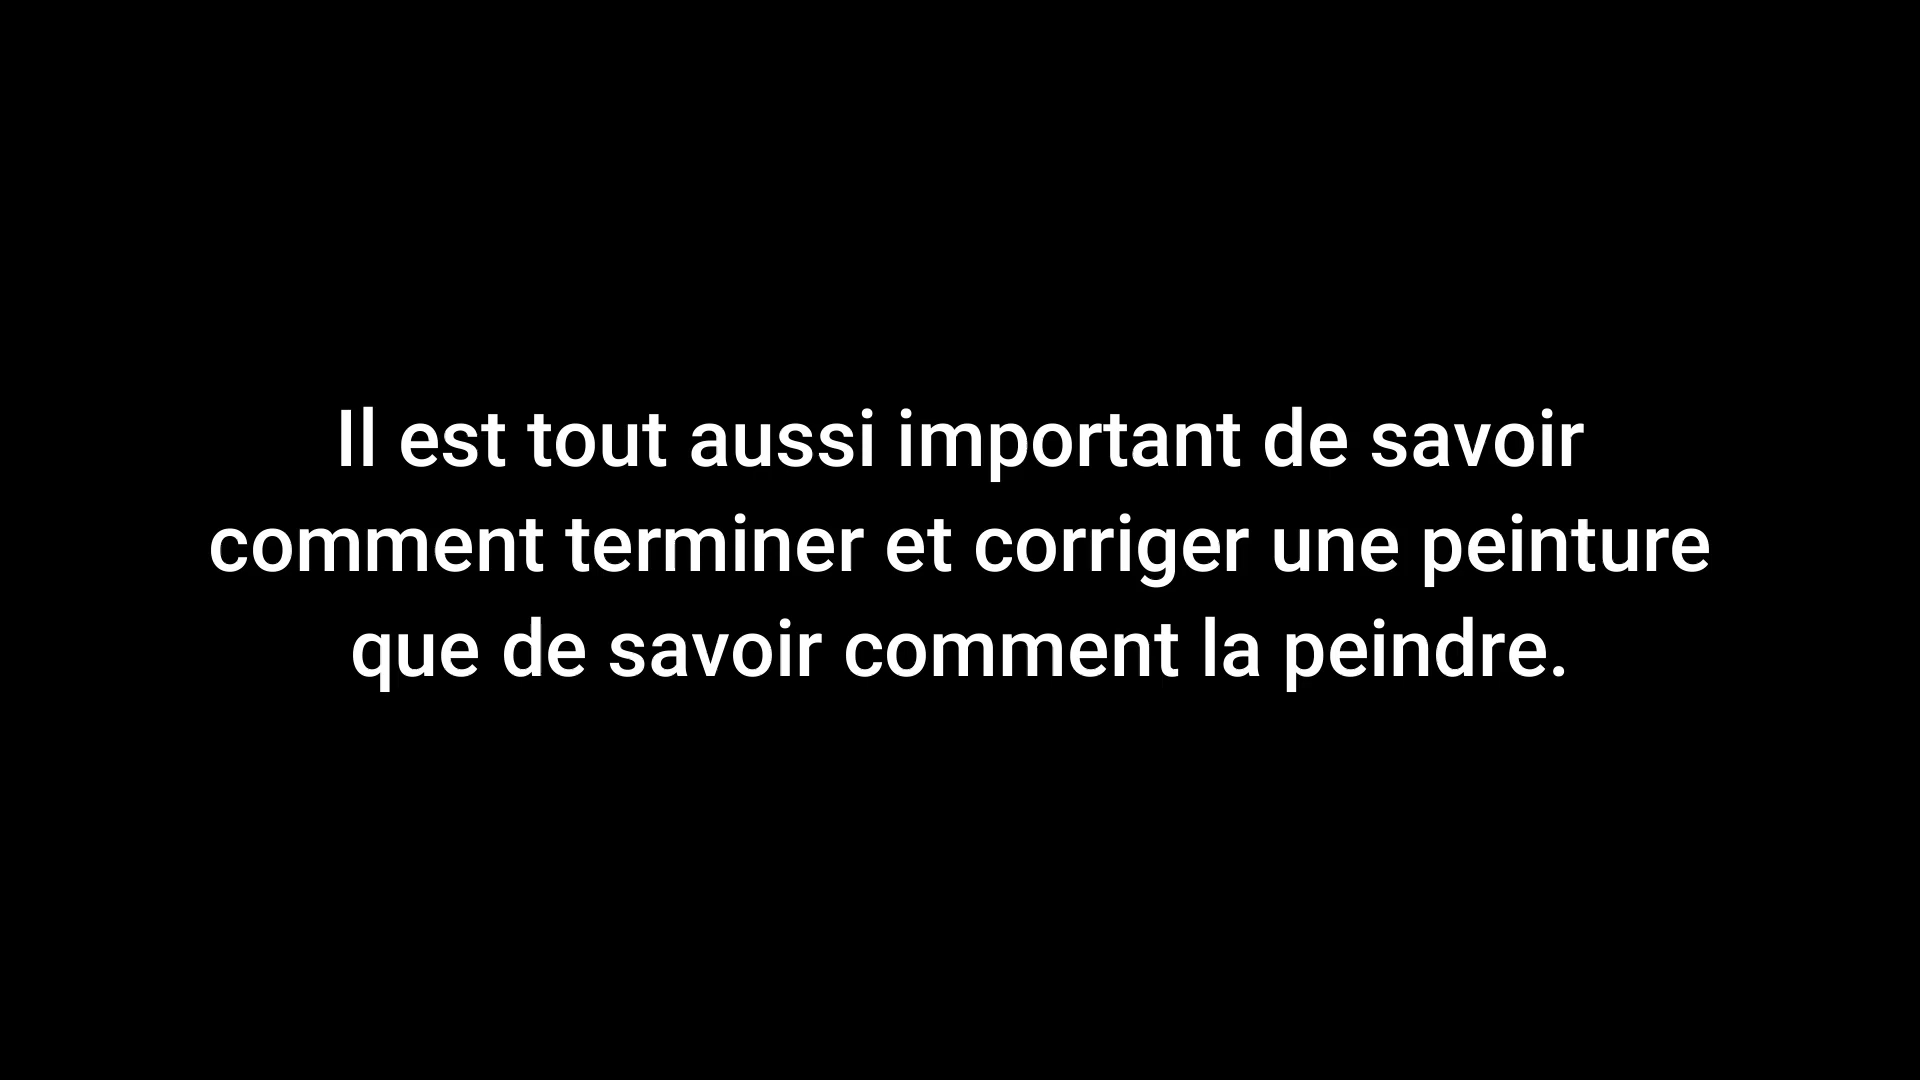 Il est tout aussi important de savoir
comment terminer et corriger une peinture
que de savoir comment la peindre.